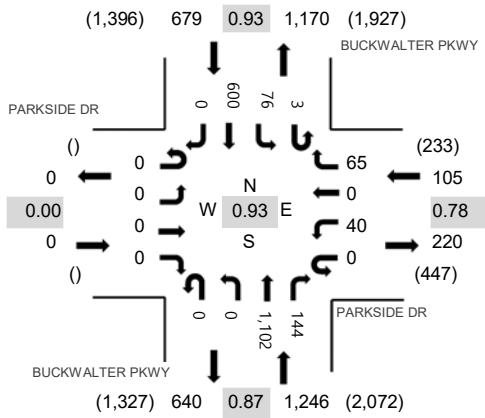 (1,396) 679 0.93 1,170 (1,927)
BUCKWALTER PKWY
PARKSIDE DR
0 600 76 3
() (233)
0 0 65 105
0.00 0 0 0.78
N
W 0.93 E
S
0 0 40 220
0 0
() (447)
0 0 1,102 144
PARKSIDE DR
BUCKWALTER PKWY
(1,327) 640 0.87 1,246 (2,072)